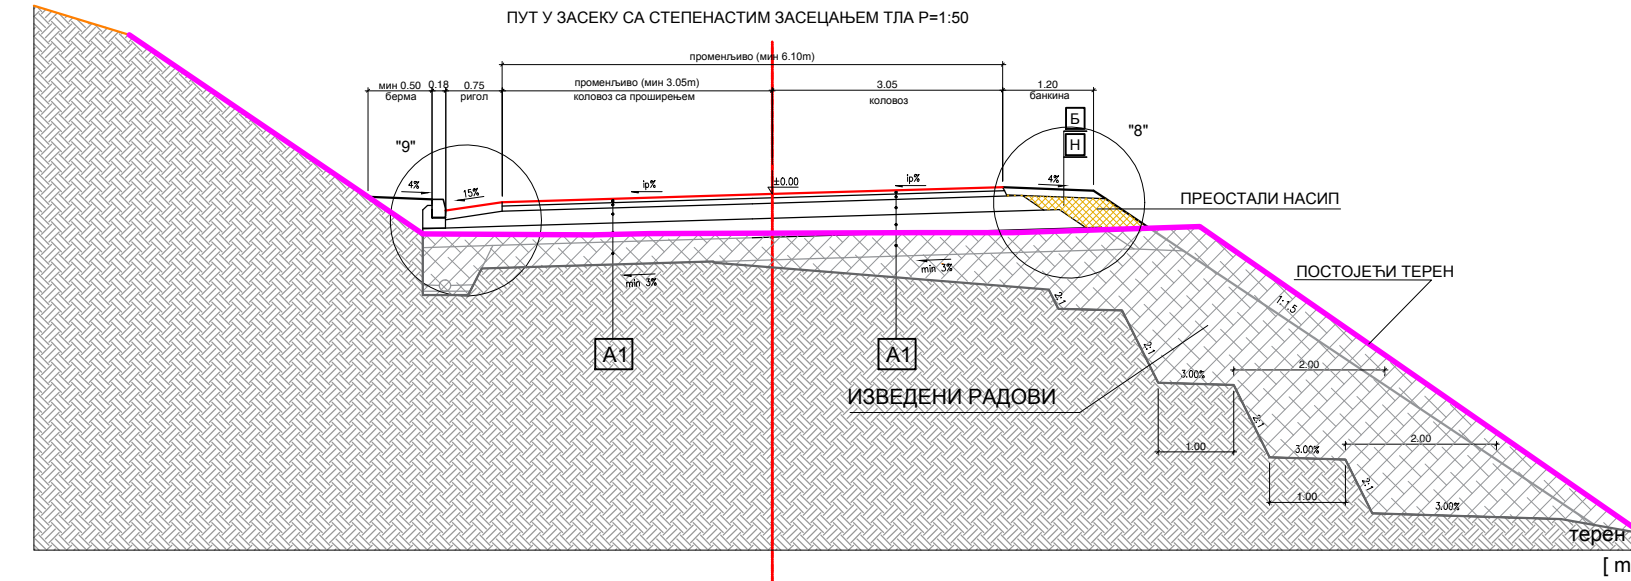 ПУТ У ЗАСЕКУ СА СТЕПЕНАСТИМ ЗАСЕЦАЊЕМ ТЛА Р=1:50
променљиво (мин 6.10m)
мин 0.50
0.18
0.75
променљиво (мин 3.05m)
3.05
1.20
берма
ригол
коловоз са проширењем
коловоз
банкина
Б
Н
"9"
"8"
4%
15%
ip%
±0.00
ip%
4%
ПРЕОСТАЛИ НАСИП
min 3%
min 3%
ПОСТОЈЕЋИ ТЕРЕН
2:1
1:1.5
А1
А1
2:1
3.00%
2.00
ИЗВЕДЕНИ РАДОВИ
2:1
1.00
3.00%
2.00
2:1
1.00
3.00%
терен
[ m